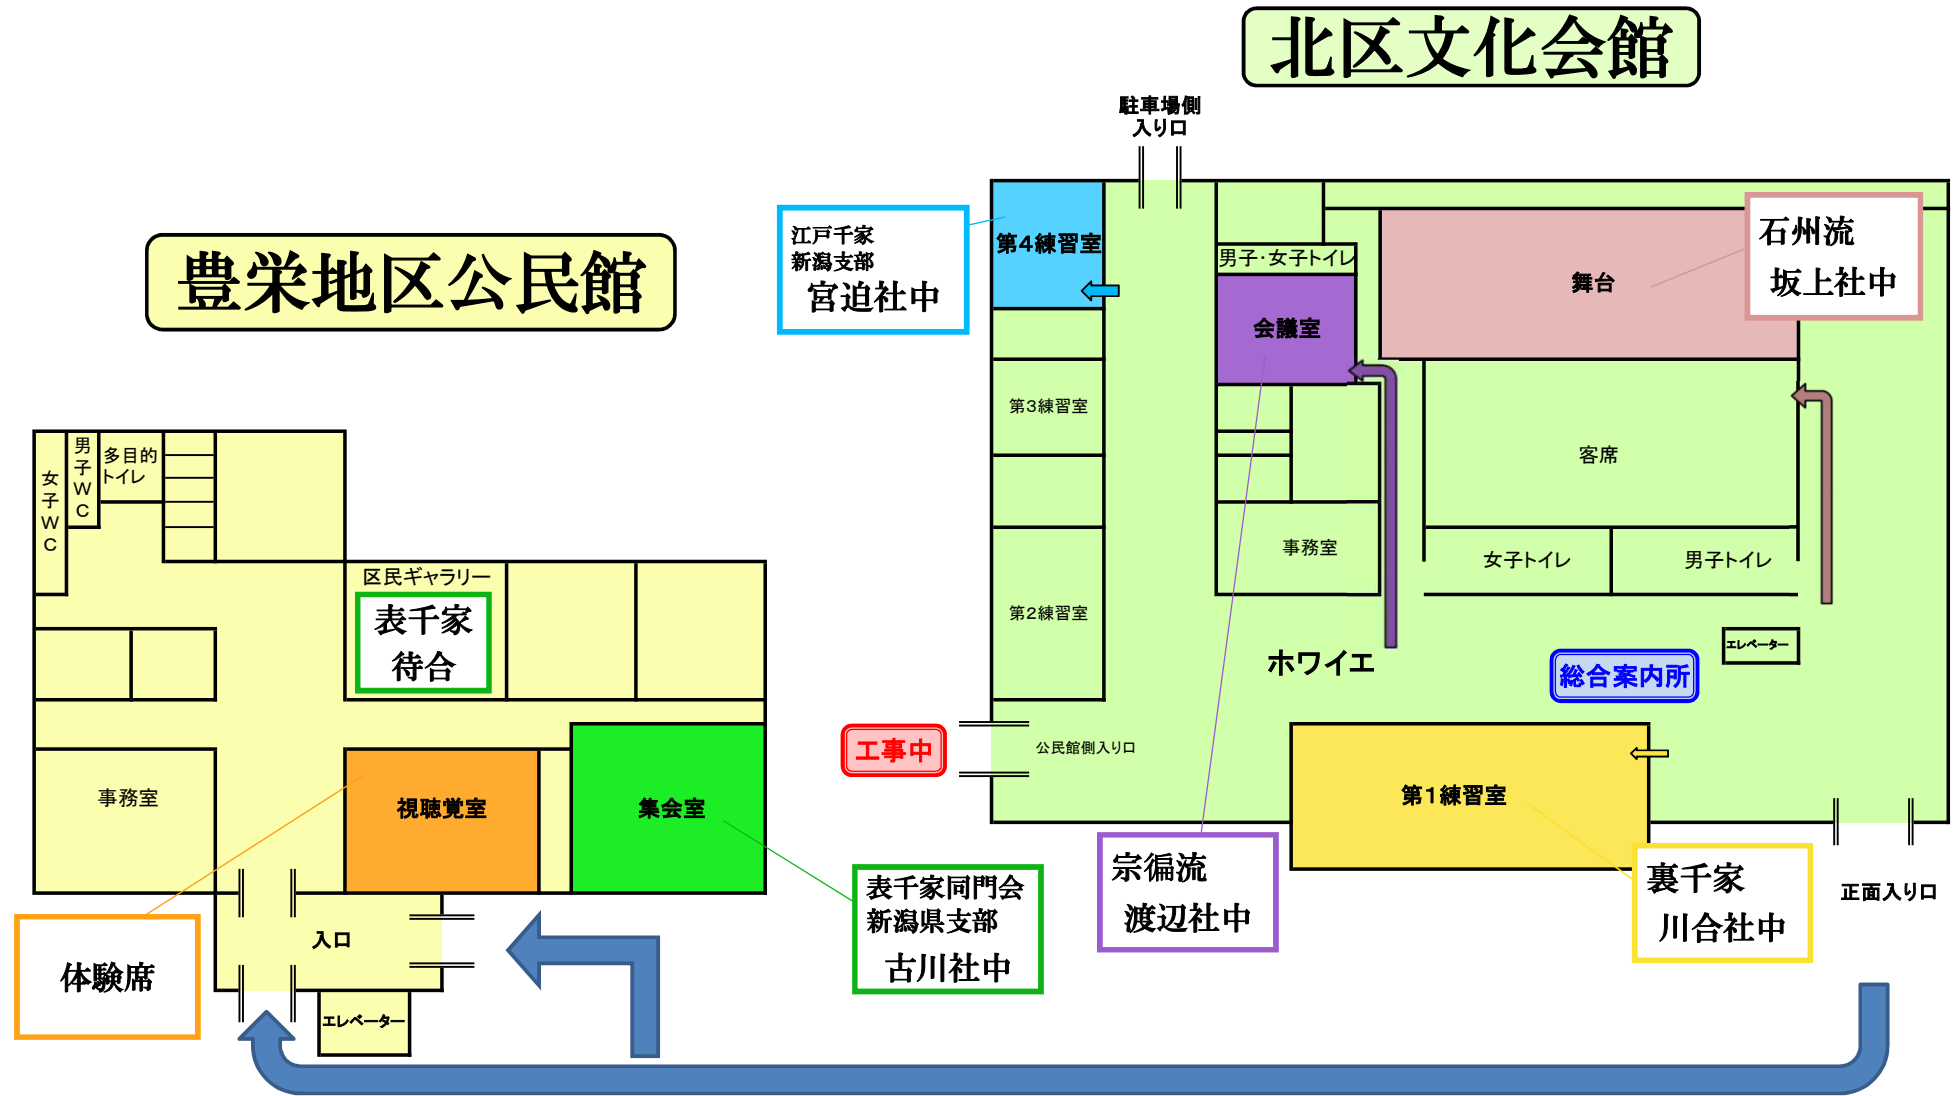 北区文化会館
駐車場側
入り口
豊栄地区公民館
江戸千家
新潟支部
宮迫社中
第4練習室
男子・女子トイレ
会議室
舞台
石州流
坂上社中
第3練習室
客席
事務室
女子トイレ
男子トイレ
第2練習室
ホワイエ
総合案内所
エレベーター
工事中
公民館側入り口
第1練習室
宗徧流
渡辺社中
裏千家
川合社中
正面入り口
女子WC
男子WC
多目的
トイレ
区民ギャラリー
表千家
待合
事務室
視聴覚室
集会室
表千家同門会
新潟県支部
古川社中
体験席
入口
エレベーター